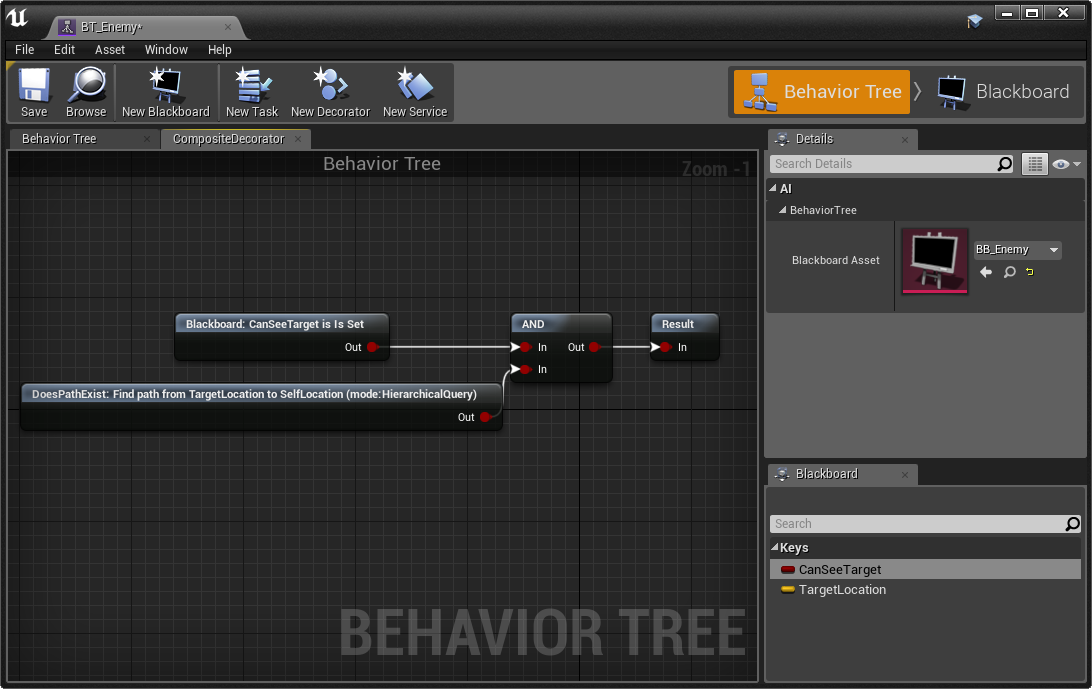 BT_Enemy*
File Edit Asset Window Help
Save Browse New Blackboard New Task New Decorator New Service
Behavior Tree Blackboard
Behavior Tree CompositeDecorator
Behavior Tree
Zoom -1
Blackboard: CanSeeTarget is Is Set
Out
DoesPathExist: Find path from TargetLocation to SelfLocation (mode:HierarchicalQuery)
Out
AND
In Out
In
Result
In
BEHAVIOR TREE
Details
Search Details
AI
BehaviorTree
Blackboard Asset
BB_Enemy
Blackboard
Search
Keys
CanSeeTarget
TargetLocation